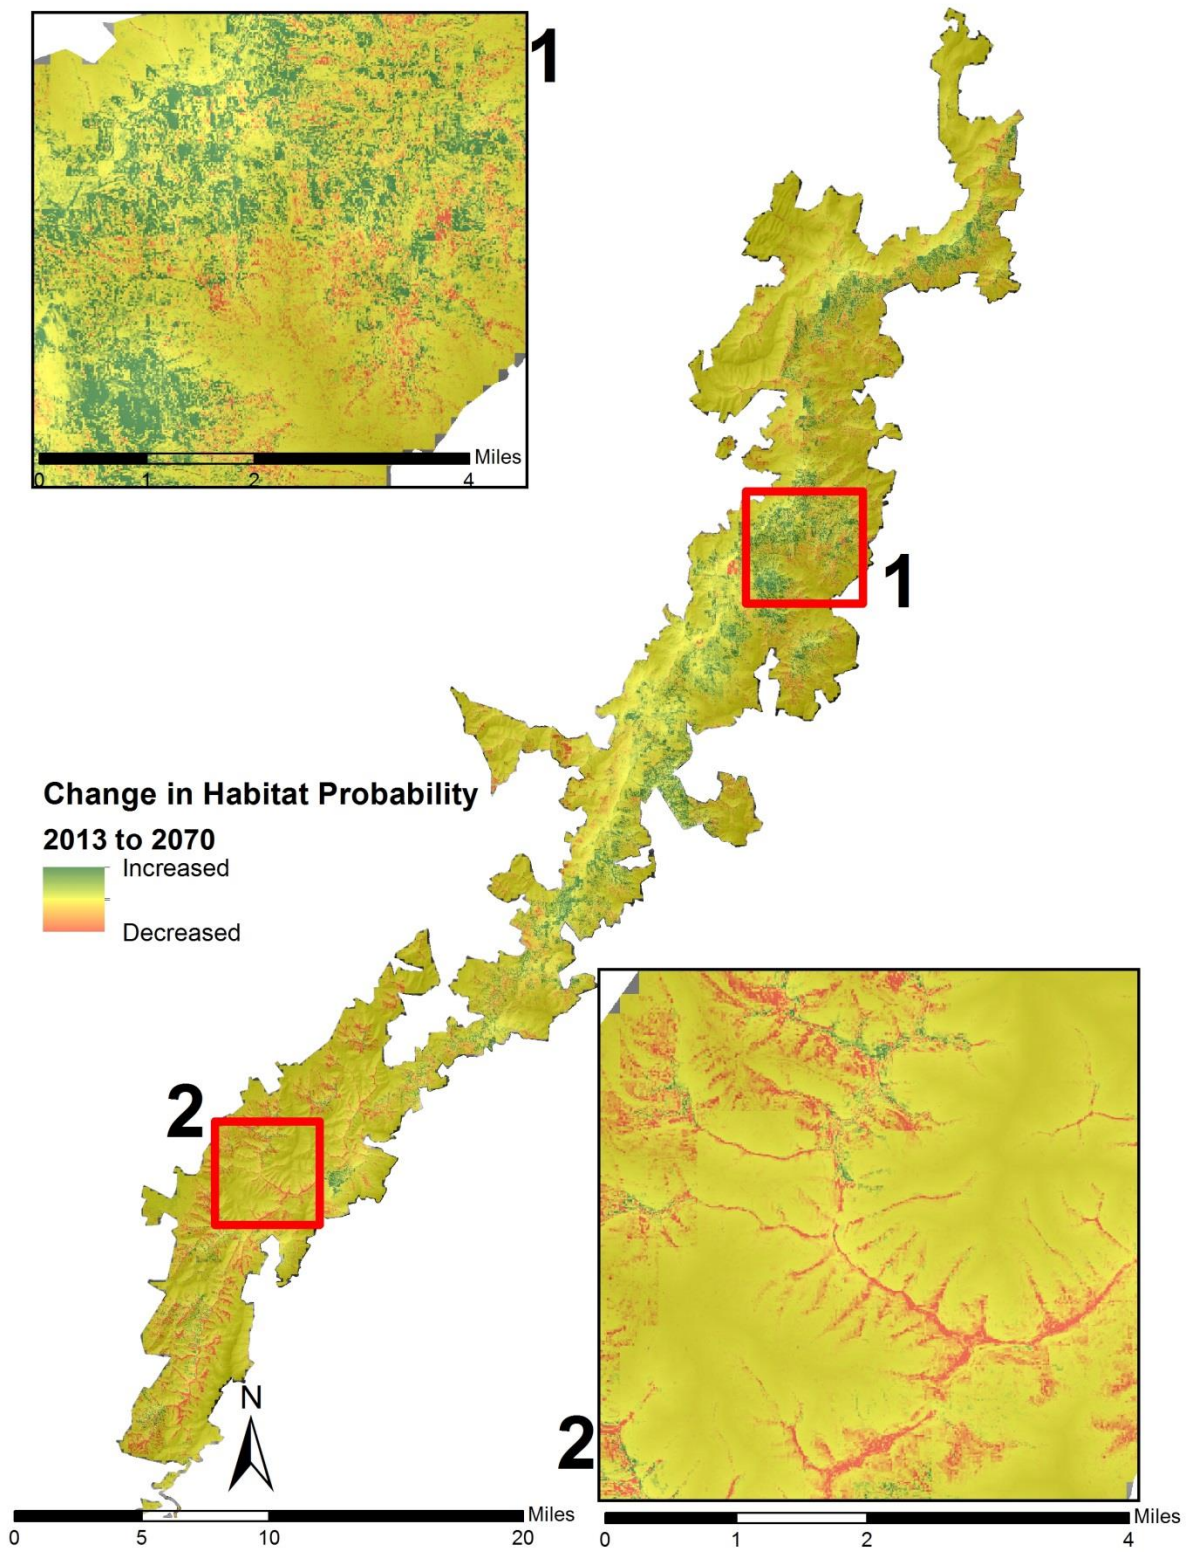 1
Miles
0 1 2 4
1
Change in Habitat Probability
2013 to 2070
Increased
=
Decreased
2
N
2
Miles
0 5 10 20
Miles
0 1 2 4